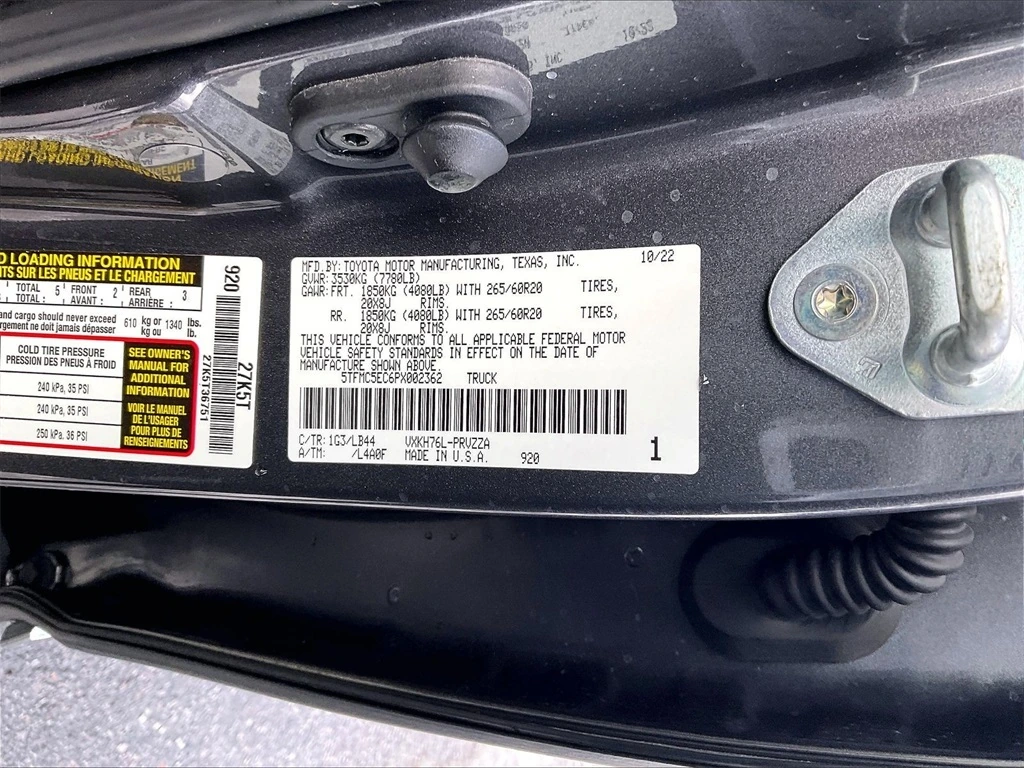 O LOADING INFORMATION
NTS SUR LES PNEUS ET LE CHARGEMENT
TOTAL 5 FRONT 2 REAR 3
TOTAL : 5 AVANT : 2 ARRIÈRE : 3
and cargo should never exceed 610 kg or 1340 lbs.
argement ne doit jamais dépasser kg ou lb.
COLD TIRE PRESSURE
PRESSION DES PNEUS À FROID
240 kPa, 35 PSI
240 kPa, 35 PSI
250 kPa, 36 PSI
SEE OWNER'S
MANUAL FOR
ADDITIONAL
INFORMATION
VOIR LE MANUEL
DE L'USAGER
POUR PLUS DE
RENSEIGNEMENTS
920 27K5T
27K5T36751
MFD.BY: TOYOTA MOTOR MANUFACTURING, TEXAS, INC. 10/22
GVWR: 3530KG (7780LB)
GAWR: FRT. 1850KG (4080LB) WITH 265/60R20 TIRES,
20X8J RIMS.
RR. 1850KG (4080LB) WITH 265/60R20 TIRES,
20X8J RIMS.
THIS VEHICLE CONFORMS TO ALL APPLICABLE FEDERAL MOTOR
VEHICLE SAFETY STANDARDS IN EFFECT ON THE DATE OF
MANUFACTURE SHOWN ABOVE.
5TFMC5EC6PX002362 TRUCK
C/TR: 1G3/LB44 VXKH76L-PRVZZA
A/TM: /L4A0F MADE IN U.S.A. 920 1